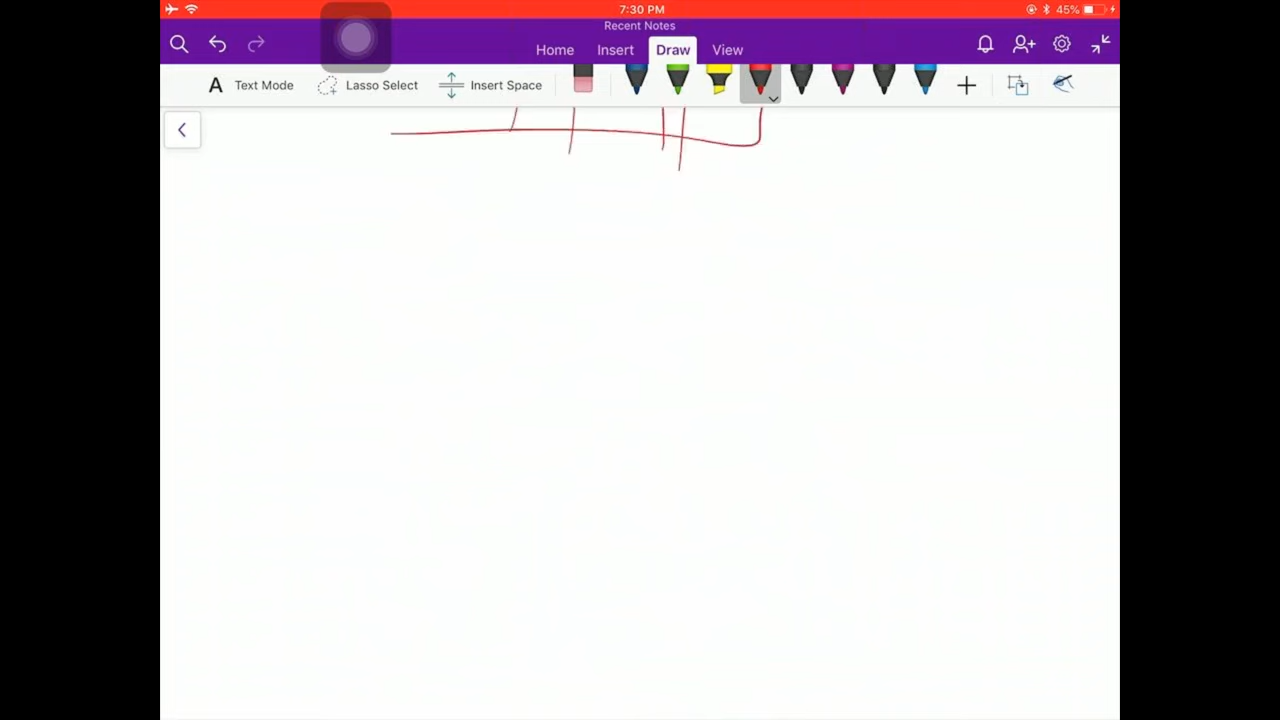 7:30 PM
45%
Recent Notes
Home Insert Draw View
A Text Mode Lasso Select Insert Space